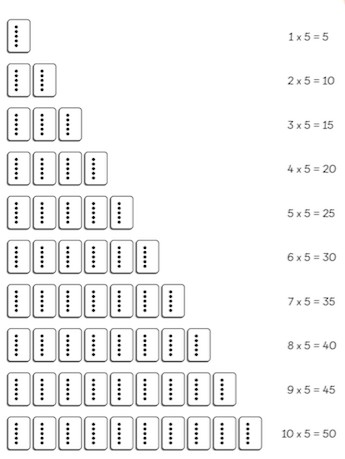 1 x 5 = 5
2 x 5 = 10
3 x 5 = 15
4 x 5 = 20
5 x 5 = 25
6 x 5 = 30
7 x 5 = 35
8 x 5 = 40
9 x 5 = 45
10 x 5 = 50